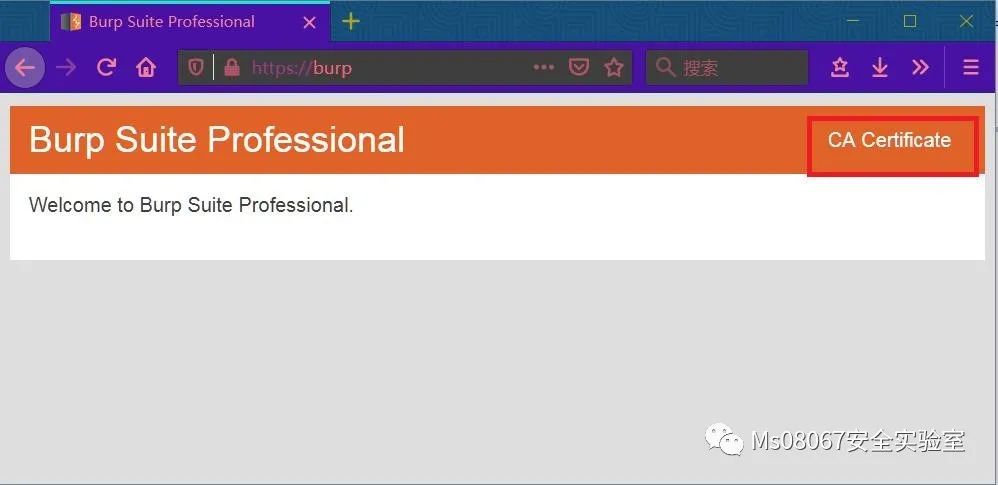 Burp Suite Professional
https://burp
搜索
Burp Suite Professional
CA Certificate
Welcome to Burp Suite Professional.
Ms08067安全实验室